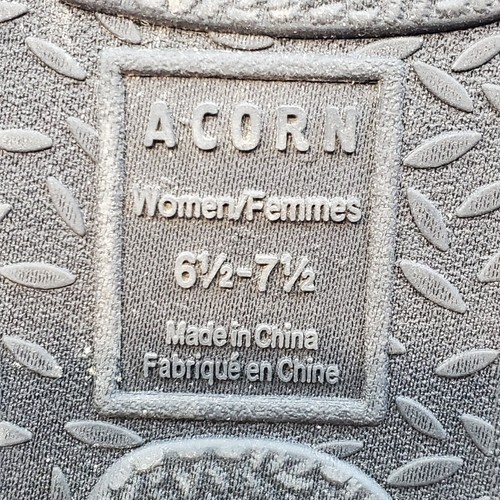 ACORN
Women/Femmes
6½-7½
Made in China
Fabriqué en Chine